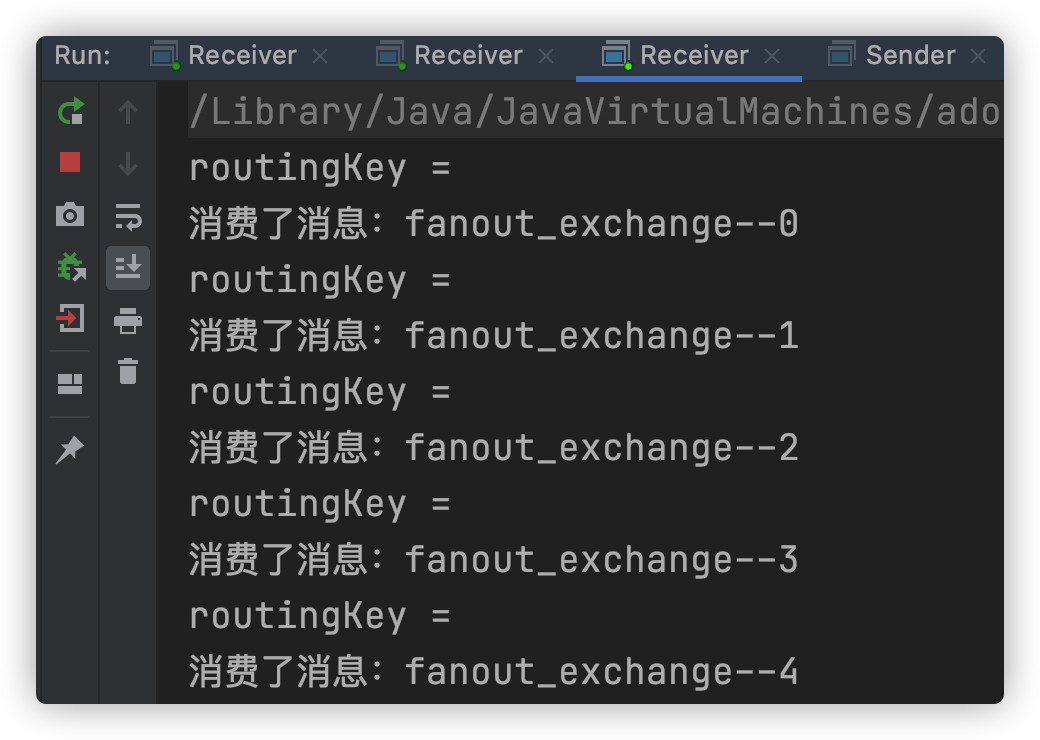 Run: Receiver Receiver Receiver Sender
/Library/Java/JavaVirtualMachines/ado
routingKey =
消费了消息：fanout_exchange--0
routingKey =
消费了消息：fanout_exchange--1
routingKey =
消费了消息：fanout_exchange--2
routingKey =
消费了消息：fanout_exchange--3
routingKey =
消费了消息：fanout_exchange--4